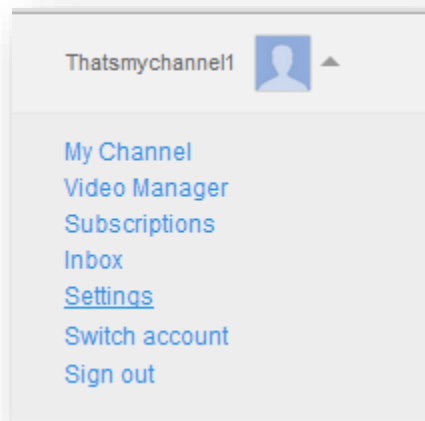 Thatsmychannel1
My Channel
Video Manager
Subscriptions
Inbox
Settings
Switch account
Sign out